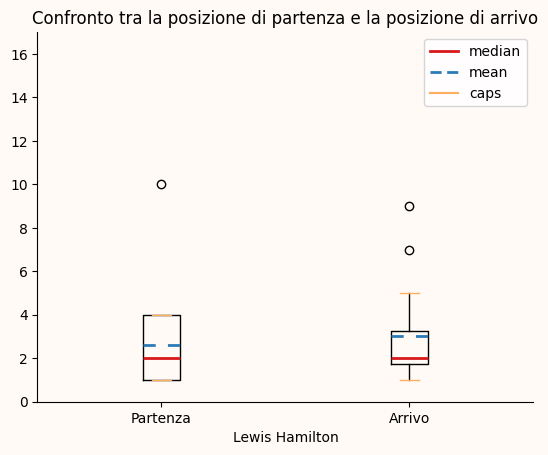 Confronto tra la posizione di partenza e la posizione di arrivo
median
mean
caps
16
14
12
10
8
6
4
2
0
Partenza
Arrivo
Lewis Hamilton